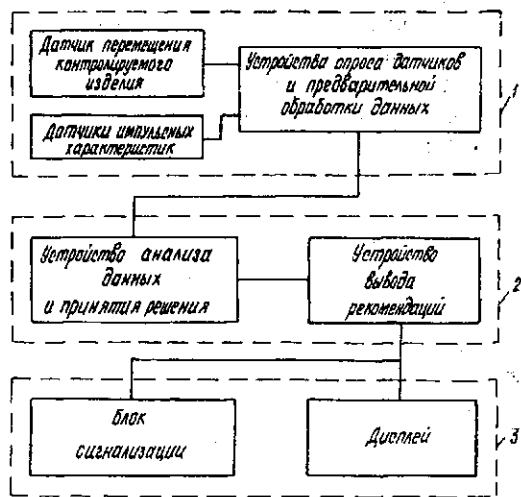 Датчик перемещения
контролируемого
изделия
Датчики импульсных
характеристик
Устройства опроса датчиков
и предварительной
обработки данных
1
Устройство анализа
данных
и принятия решения
Устройство
вывода
рекомендаций
2
Блок
сигнализации
Дисплей
3